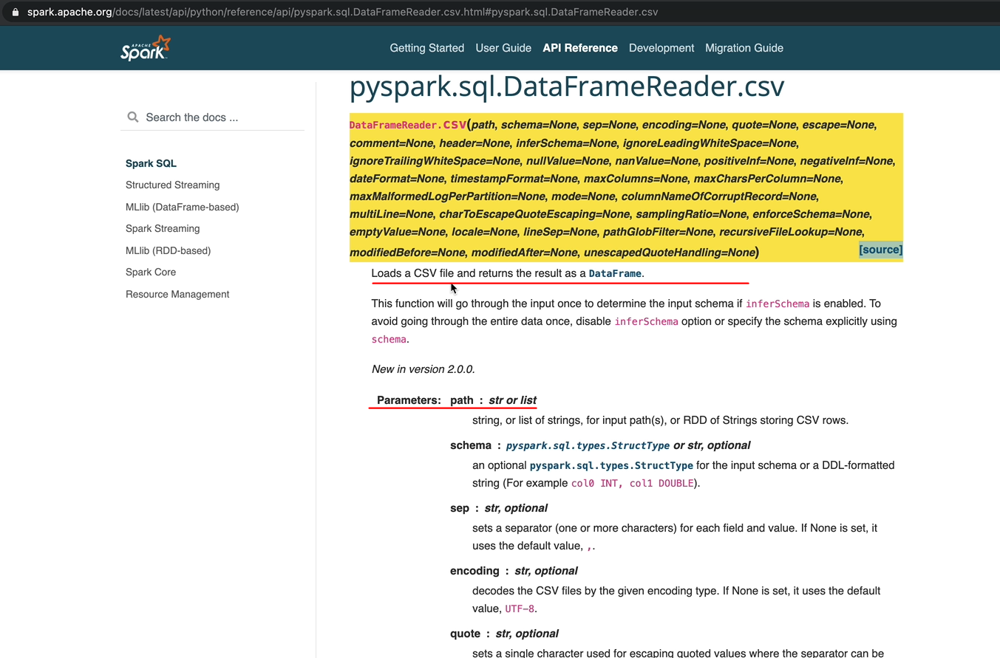 spark.apache.org/docs/latest/api/python/reference/api/pyspark.sql.DataFrameReader.csv.html#pyspark.sql.DataFrameReader.csv
APACHE Spark
Getting Started User Guide API Reference Development Migration Guide
Search the docs ...
Spark SQL
Structured Streaming
MLlib (DataFrame-based)
Spark Streaming
MLlib (RDD-based)
Spark Core
Resource Management
pyspark.sql.DataFrameReader.csv
DataFrameReader.csv(path, schema=None, sep=None, encoding=None, quote=None, escape=None,
comment=None, header=None, inferSchema=None, ignoreLeadingWhiteSpace=None,
ignoreTrailingWhiteSpace=None, nullValue=None, nanValue=None, positiveInf=None, negativeInf=None,
dateFormat=None, timestampFormat=None, maxColumns=None, maxCharsPerColumn=None,
maxMalformedLogPerPartition=None, mode=None, columnNameOfCorruptRecord=None,
multiLine=None, charToEscapeQuoteEscaping=None, samplingRatio=None, enforceSchema=None,
emptyValue=None, locale=None, lineSep=None, pathGlobFilter=None, recursiveFileLookup=None,
modifiedBefore=None, modifiedAfter=None, unescapedQuoteHandling=None) [source]
Loads a CSV file and returns the result as a DataFrame.
This function will go through the input once to determine the input schema if inferSchema is enabled. To
avoid going through the entire data once, disable inferSchema option or specify the schema explicitly using
schema.
New in version 2.0.0.
Parameters: path : str or list
string, or list of strings, for input path(s), or RDD of Strings storing CSV rows.
schema : pyspark.sql.types.StructType or str, optional
an optional pyspark.sql.types.StructType for the input schema or a DDL-formatted
string (For example col0 INT, col1 DOUBLE).
sep : str, optional
sets a separator (one or more characters) for each field and value. If None is set, it
uses the default value, ,.
encoding : str, optional
decodes the CSV files by the given encoding type. If None is set, it uses the default
value, UTF-8.
quote : str, optional
sets a single character used for escaping quoted values where the separator can be